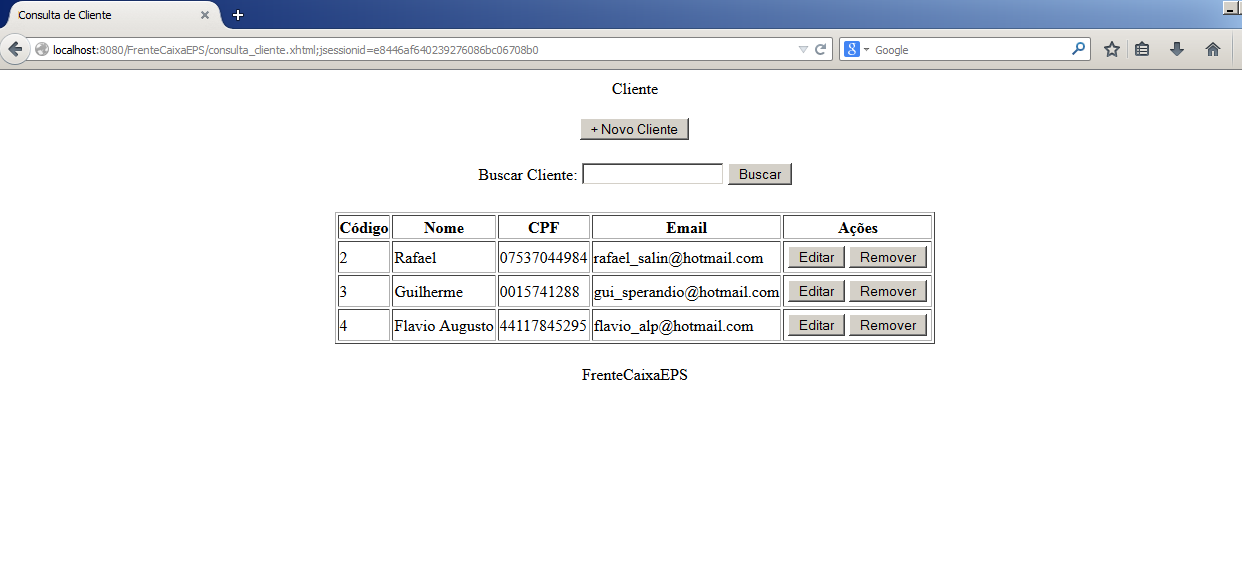 Consulta de Cliente
localhost:8080/FrenteCaixaEPS/consulta_cliente.xhtml;jsessionid=e8446af640239276086bc06708b0
Google
Cliente
+ Novo Cliente
Buscar Cliente: Buscar
Código Nome CPF Email Ações
2 Rafael 07537044984 rafael_salin@hotmail.com Editar Remover
3 Guilherme 0015741288 gui_sperandio@hotmail.com Editar Remover
4 Flavio Augusto 44117845295 flavio_alp@hotmail.com Editar Remover
FrenteCaixaEPS